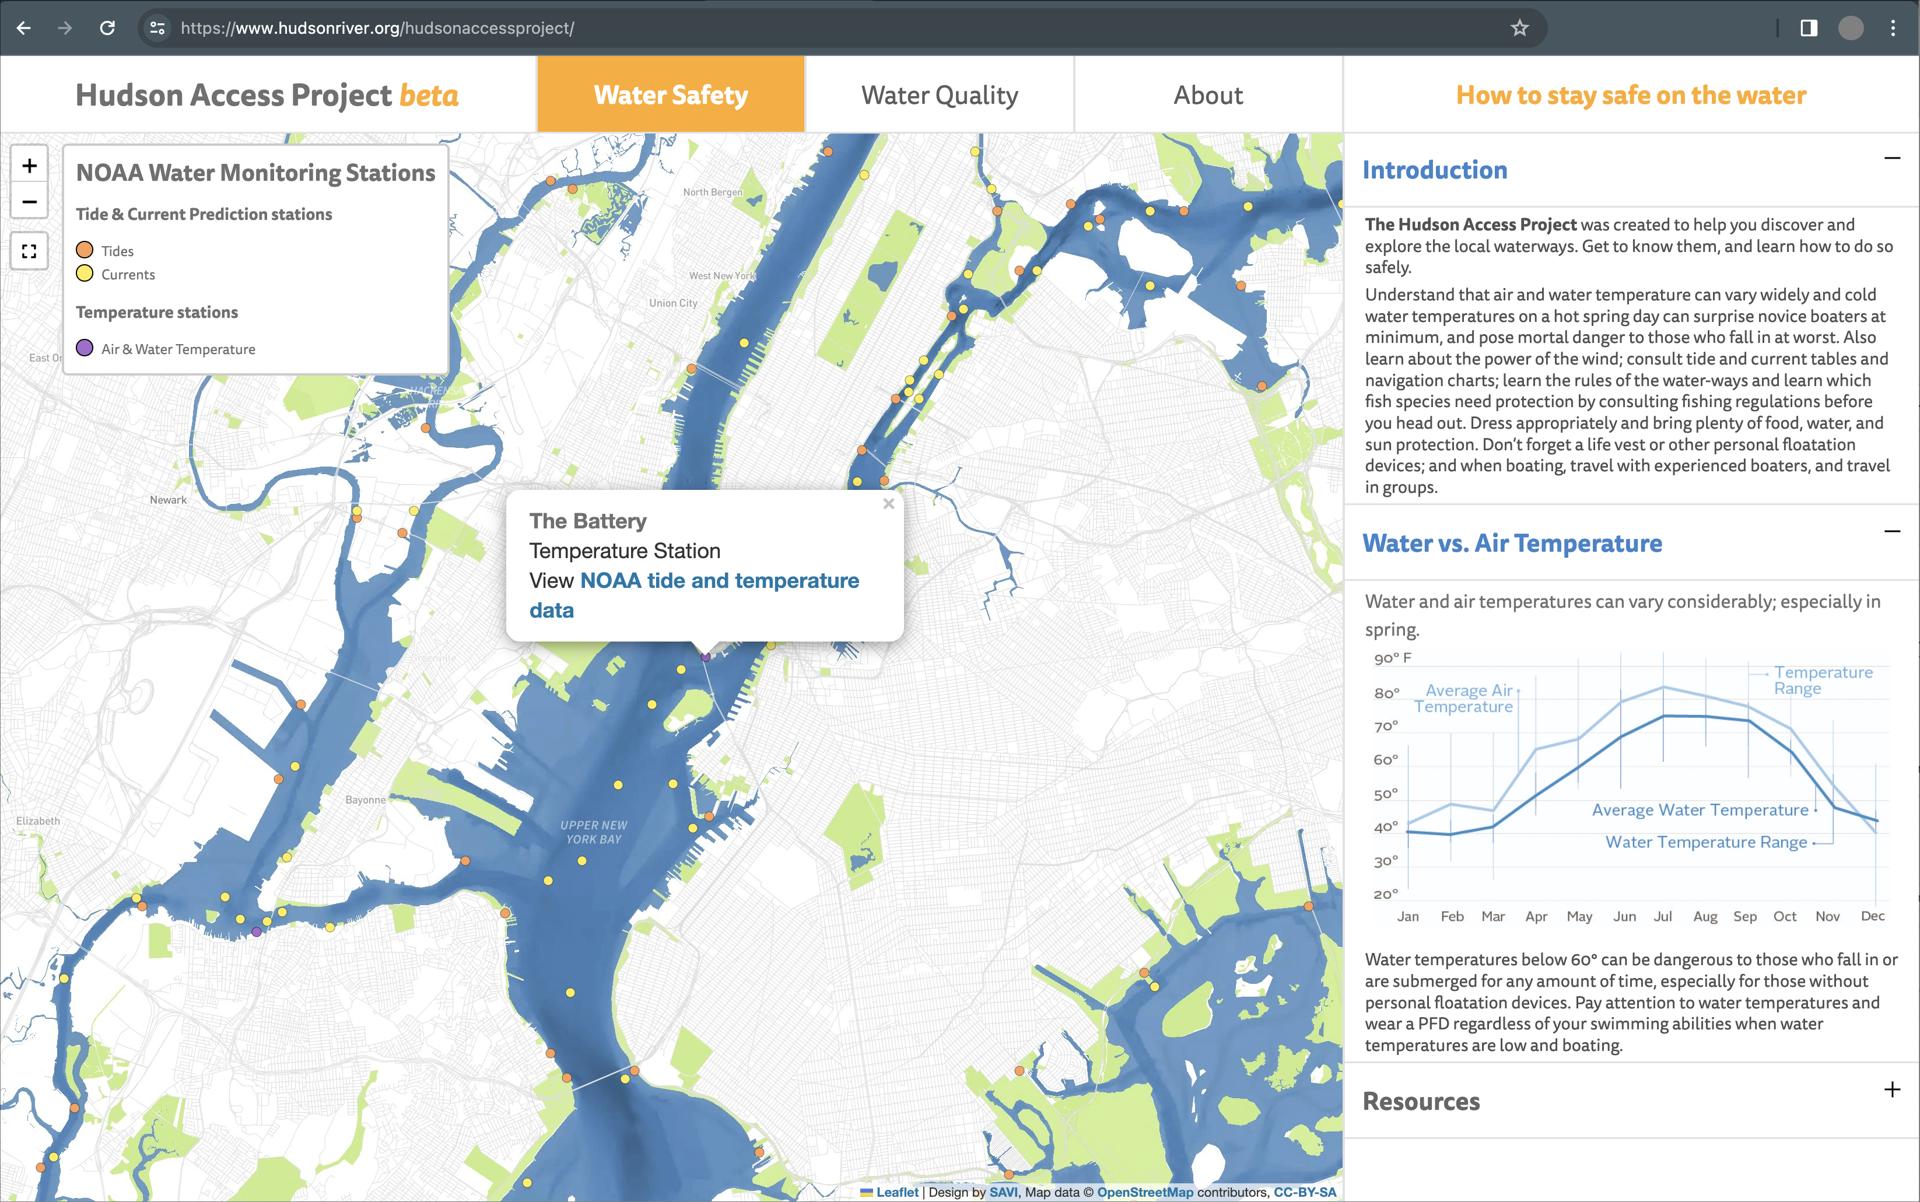 https://www.hudsonriver.org/hudsonaccessproject/
Hudson Access Project beta
Water Safety
Water Quality
About
How to stay safe on the water
+
−
NOAA Water Monitoring Stations
Tide & Current Prediction stations
Tides
Currents
Temperature stations
Air & Water Temperature
North Bergen
West New York
Union City
Newark
The Battery
Temperature Station
View NOAA tide and temperature
data
×
Bayonne
Elizabeth
UPPER NEW
YORK BAY
Leaflet | Design by SAVI, Map data © OpenStreetMap contributors, CC-BY-SA
Introduction
−
The Hudson Access Project was created to help you discover and
explore the local waterways. Get to know them, and learn how to do so
safely.
Understand that air and water temperature can vary widely and cold
water temperatures on a hot spring day can surprise novice boaters at
minimum, and pose mortal danger to those who fall in at worst. Also
learn about the power of the wind; consult tide and current tables and
navigation charts; learn the rules of the water-ways and learn which
fish species need protection by consulting fishing regulations before
you head out. Dress appropriately and bring plenty of food, water, and
sun protection. Don't forget a life vest or other personal floatation
devices; and when boating, travel with experienced boaters, and travel
in groups.
Water vs. Air Temperature
−
Water and air temperatures can vary considerably; especially in
spring.
90° F
80°
70°
60°
50°
40°
30°
20°
Average Air
Temperature
Temperature
Range
Average Water Temperature
Water Temperature Range
Jan Feb Mar Apr May Jun Jul Aug Sep Oct Nov Dec
Water temperatures below 60° can be dangerous to those who fall in or
are submerged for any amount of time, especially for those without
personal floatation devices. Pay attention to water temperatures and
wear a PFD regardless of your swimming abilities when water
temperatures are low and boating.
Resources
+